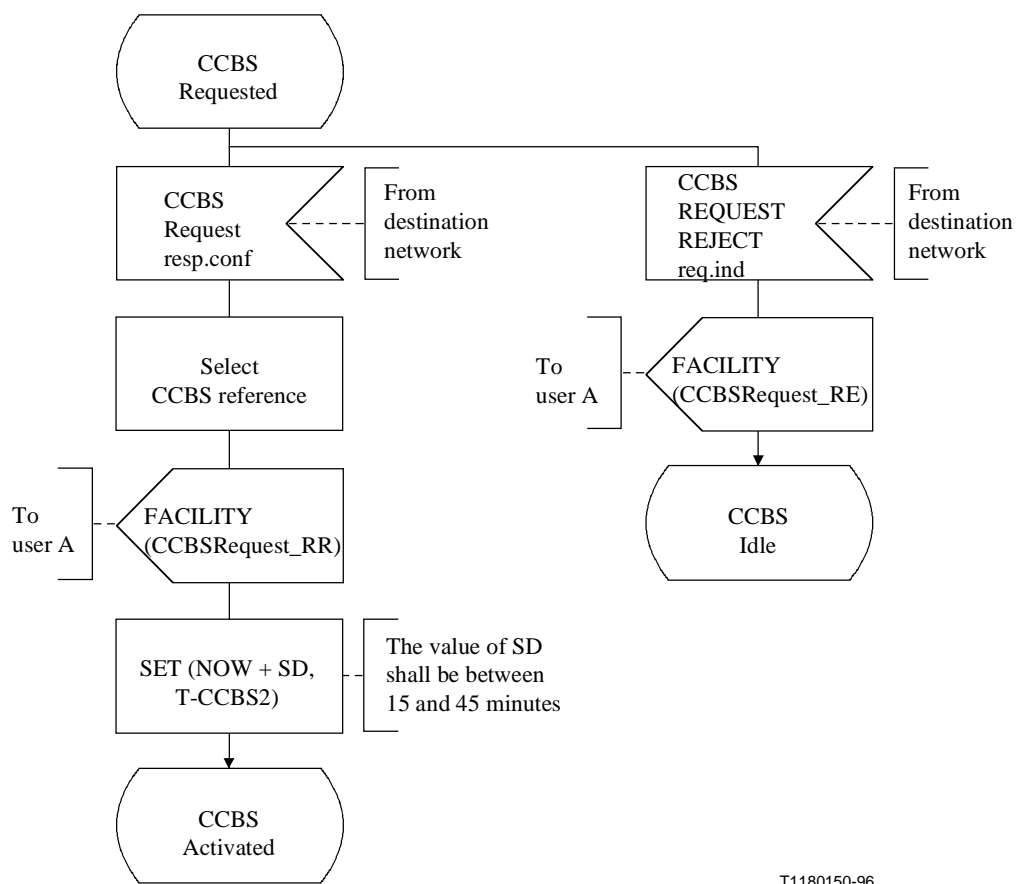 CCBS
Requested
CCBS
Request
resp.conf
From
destination
network
CCBS
REQUEST
REJECT
req.ind
From
destination
network
Select
CCBS reference
To
user A
FACILITY
(CCBSRequest_RE)
To
user A
FACILITY
(CCBSRequest_RR)
CCBS
Idle
SET (NOW + SD,
T-CCBS2)
The value of SD
shall be between
15 and 45 minutes
CCBS
Activated
T1180150-96